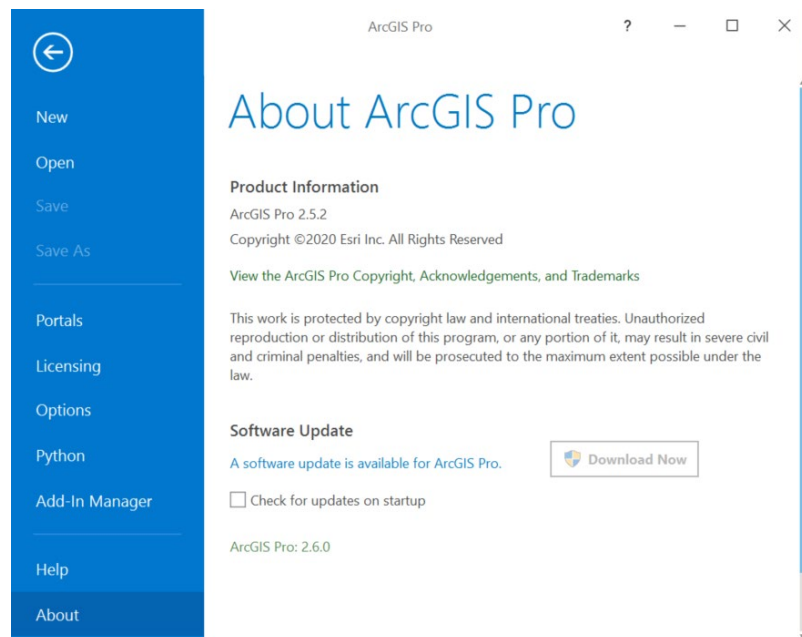 ArcGIS Pro
?
New
Open
Save
Save As
Portals
Licensing
Options
Python
Add-In Manager
Help
About
About ArcGIS Pro
Product Information
ArcGIS Pro 2.5.2
Copyright ©2020 Esri Inc. All Rights Reserved
View the ArcGIS Pro Copyright, Acknowledgements, and Trademarks
This work is protected by copyright law and international treaties. Unauthorized
reproduction or distribution of this program, or any portion of it, may result in severe civil
and criminal penalties, and will be prosecuted to the maximum extent possible under the
law.
Software Update
A software update is available for ArcGIS Pro.
Download Now
Check for updates on startup
ArcGIS Pro: 2.6.0